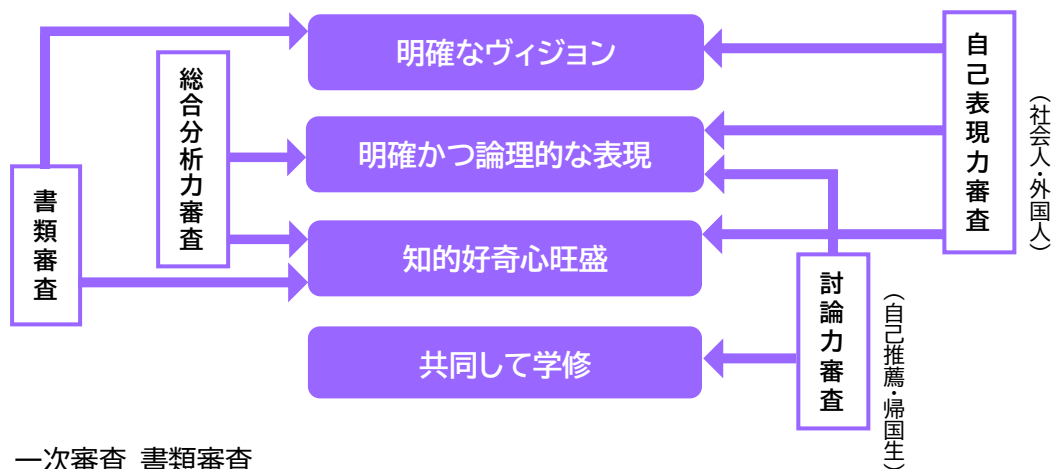 明確なヴィジョン
明確かつ論理的な表現
知的好奇心旺盛
共同して学修
書類審査
総合分析力審査
自己表現力審査
（社会人・外国人）
討論力審査
（自己推薦・帰国生）
一次審査 書類審査